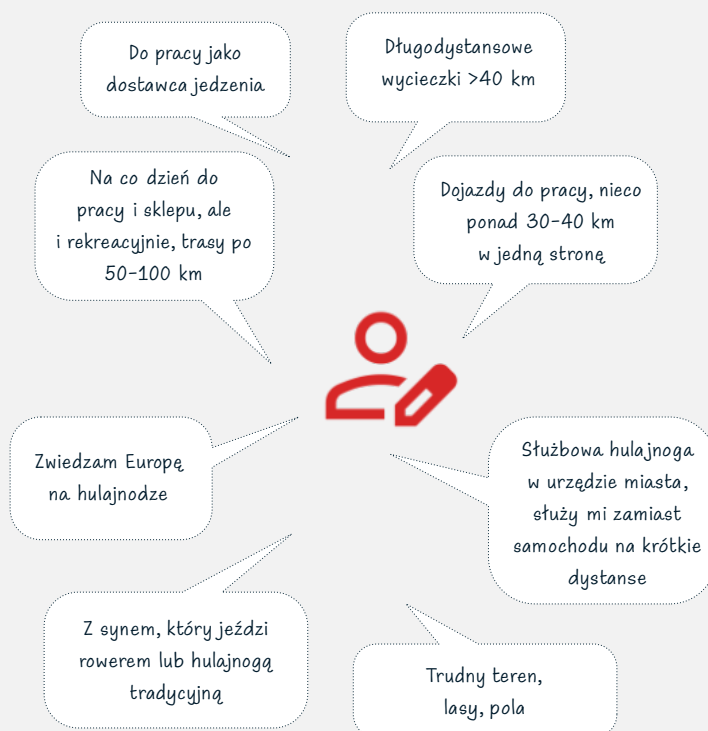 Do pracy jako
dostawca jedzenia
Długodystansowe
wycieczki >40 km
Na co dzień do
pracy i sklepu, ale
i rekreacyjnie, trasy po
50-100 km
Dojazdy do pracy, nieco
ponad 30-40 km
w jedną stronę
Zwiedzam Europę
na hulajnodze
Służbowa hulajnoga
w urzędzie miasta,
służy mi zamiast
samochodu na krótkie
dystanse
Z synem, który jeździ
rowerem lub hulajnogą
tradycyjną
Trudny teren,
lasy, pola